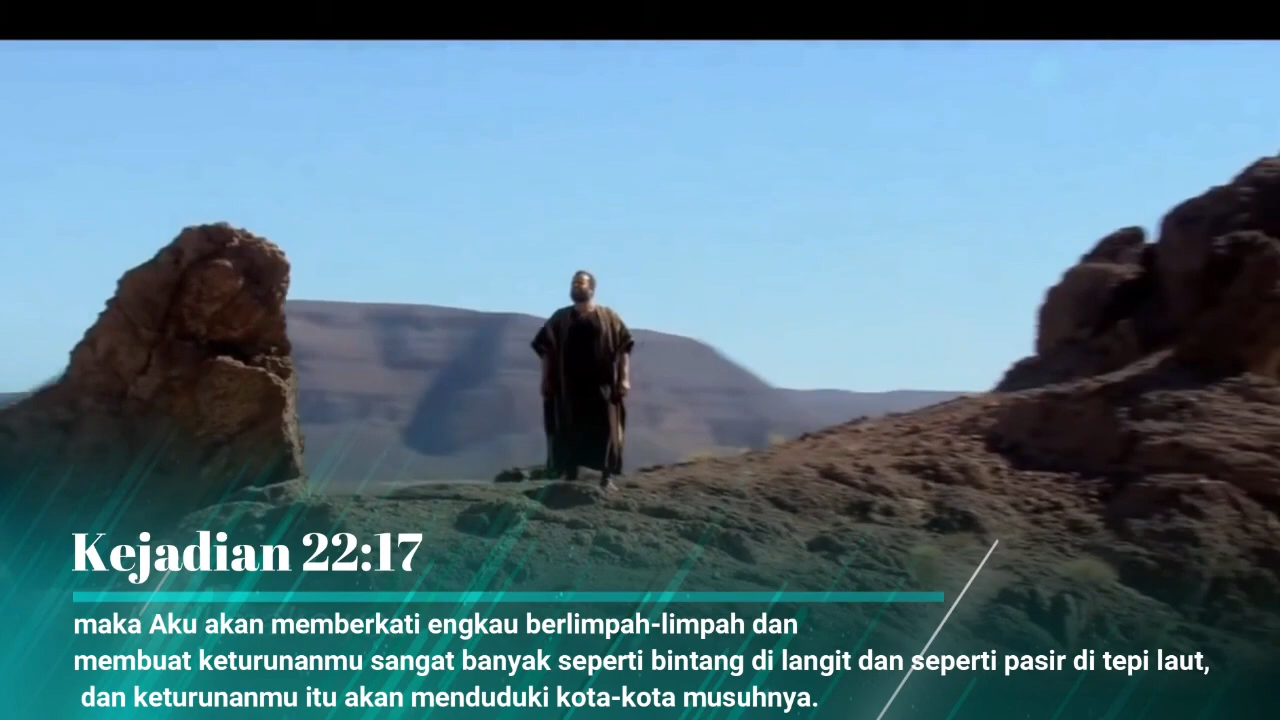 Kejadian 22:17
maka Aku akan memberkati engkau berlimpah-limpah dan
membuat keturunanmu sangat banyak seperti bintang di langit dan seperti pasir di tepi laut,
dan keturunanmu itu akan menduduki kota-kota musuhnya.